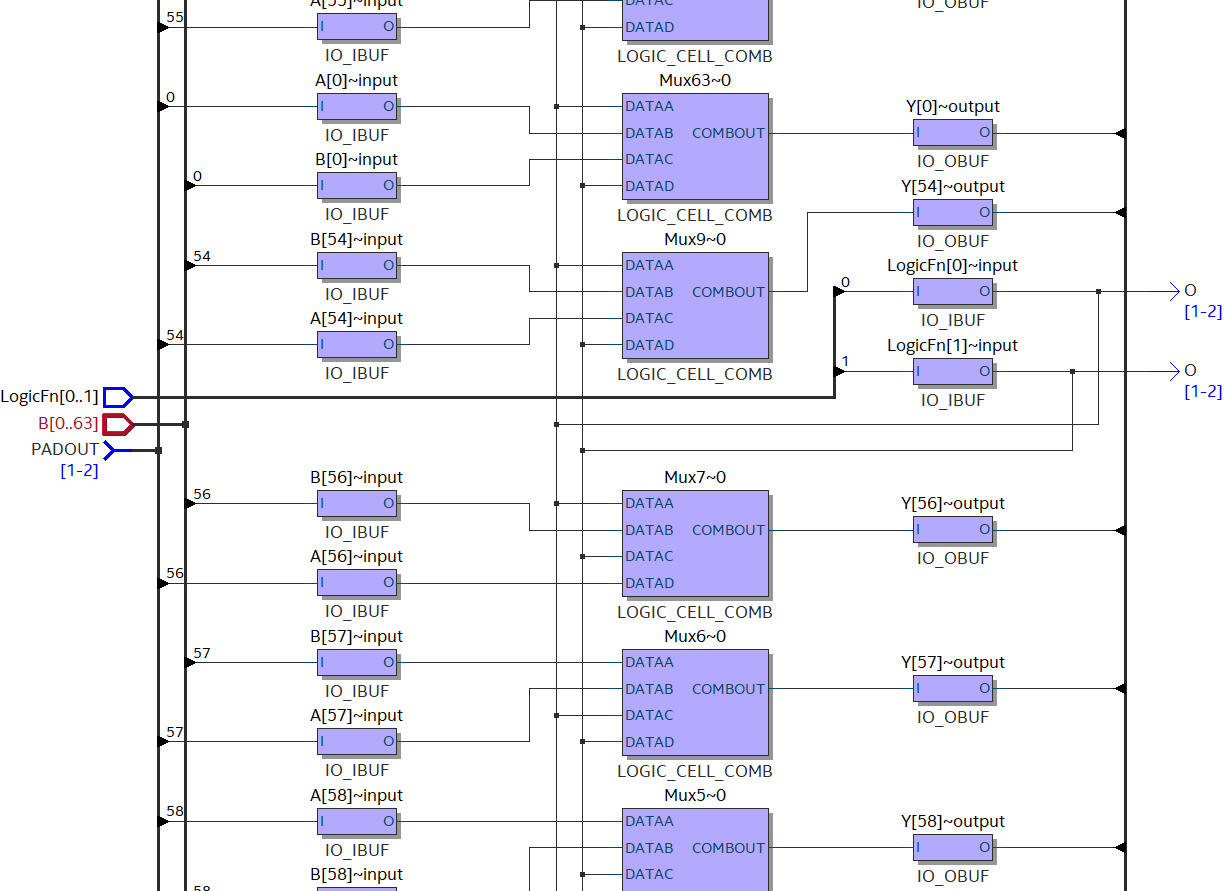 A[55]~input
IO_OBUF
DATAC
55
I O
DATAD
IO_IBUF
LOGIC_CELL_COMB
A[0]~input
Mux63~0
0
I O
DATAA
Y[0]~output
IO_IBUF
DATAB COMBOUT
I O
B[0]~input
DATAC
IO_OBUF
0
I O
DATAD
Y[54]~output
IO_IBUF
LOGIC_CELL_COMB
I O
B[54]~input
Mux9~0
IO_OBUF
54
I O
DATAA
LogicFn[0]~input
IO_IBUF
DATAB COMBOUT
0
I O
O
[1-2]
A[54]~input
DATAC
IO_IBUF
54
I O
DATAD
LogicFn[1]~input
IO_IBUF
LOGIC_CELL_COMB
1
I O
O
[1-2]
IO_IBUF
LogicFn[0..1]
B[0..63]
PADOUT
[1-2]
B[56]~input
Mux7~0
56
I O
DATAA
Y[56]~output
IO_IBUF
DATAB COMBOUT
I O
A[56]~input
DATAC
IO_OBUF
56
I O
DATAD
IO_IBUF
LOGIC_CELL_COMB
B[57]~input
Mux6~0
57
I O
DATAA
Y[57]~output
IO_IBUF
DATAB COMBOUT
I O
A[57]~input
DATAC
IO_OBUF
57
I O
DATAD
IO_IBUF
LOGIC_CELL_COMB
A[58]~input
Mux5~0
58
I O
DATAA
Y[58]~output
IO_IBUF
DATAB COMBOUT
I O
B[58]~input
DATAC
IO_OBUF
58